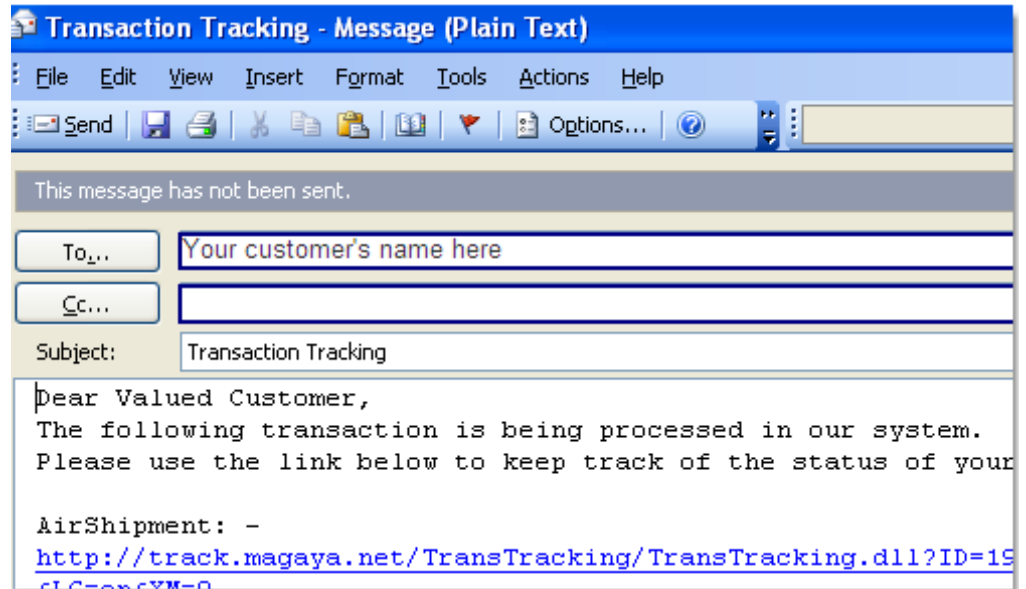 Transaction Tracking - Message (Plain Text)
File Edit View Insert Format Tools Actions Help
Send Options...
This message has not been sent.
To... Your customer's name here
Cc...
Subject: Transaction Tracking
Dear Valued Customer,
The following transaction is being processed in our system.
Please use the link below to keep track of the status of your
AirShipment: -
http://track.magaya.net/TransTracking/TransTracking.dll?ID=19